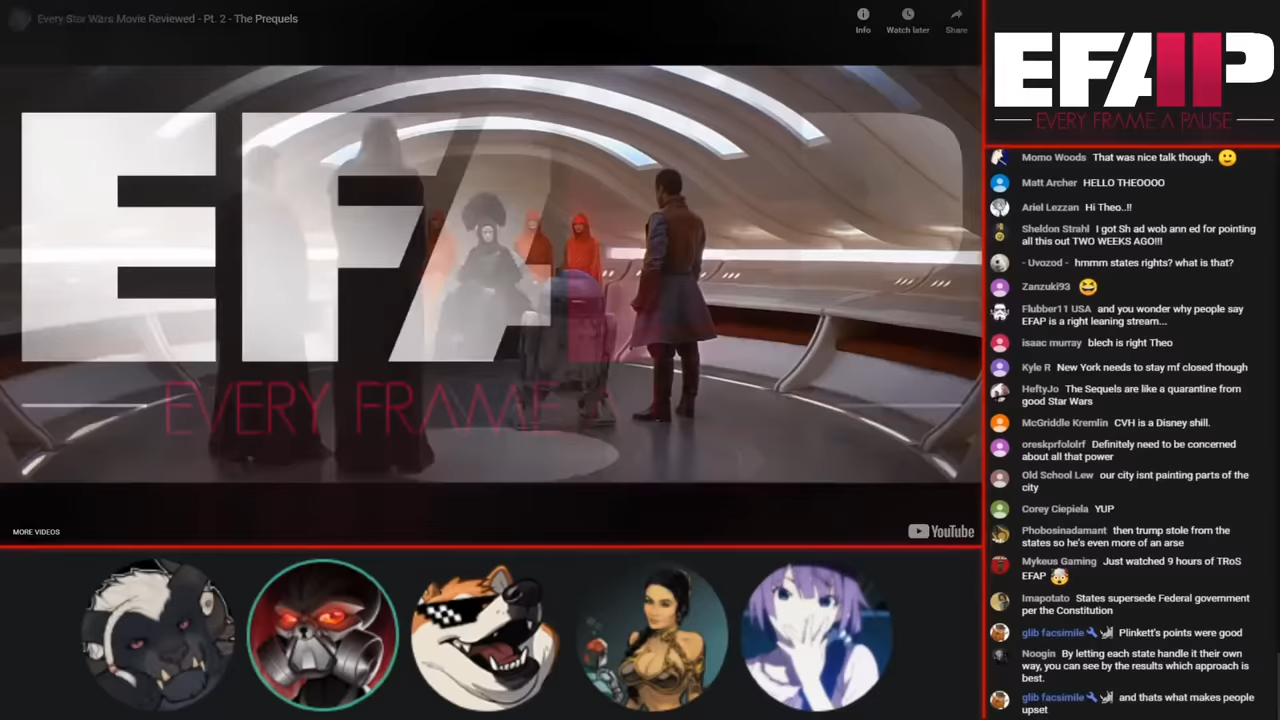 Every Star Wars Movie Reviewed - Pt. 2 - The Prequels
Info
Watch later
Share
EFA
EVERY FRAME A
MORE VIDEOS
YouTube
EFAP
EVERY FRAME A PAUSE
Momo Woods That was nice talk though. 🙂
Matt Archer HELLO THEOOOO
Ariel Lezzan Hi Theo..!!
Sheldon Strahl I got Sh ad wob ann ed for pointing
all this out TWO WEEKS AGO!!!
- Uvozod - hmmm states rights? what is that?
Zanzuki93 😆
Flubber11 USA and you wonder why people say
EFAP is a right leaning stream...
isaac murray blech is right Theo
Kyle R New York needs to stay mf closed though
HeftyJo The Sequels are like a quarantine from
good Star Wars
McGriddle Kremlin CVH is a Disney shill.
oreskprfololrf Definitely need to be concerned
about all that power
Old School Lew our city isnt painting parts of the
city
Corey Ciepiela YUP
Phobosinadamant then trump stole from the
states so he's even more of an arse
Mykeus Gaming Just watched 9 hours of TRoS
EFAP 🤯
Imapotato States supersede Federal government
per the Constitution
glib facsimile Plinkett's points were good
Noogin By letting each state handle it their own
way, you can see by the results which approach is
best.
glib facsimile and thats what makes people
upset